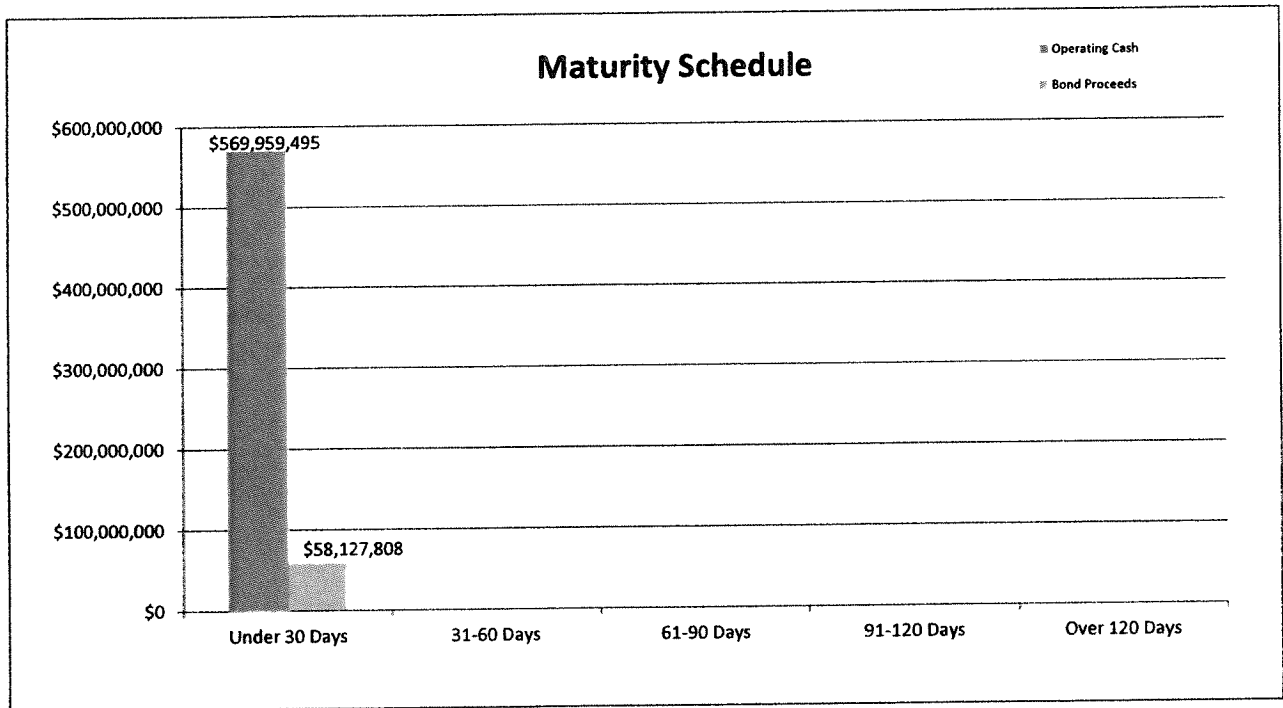 Maturity Schedule
Operating Cash
Bond Proceeds
$600,000,000
$569,959,495
$500,000,000
$400,000,000
$300,000,000
$200,000,000
$100,000,000
$58,127,808
$0
Under 30 Days
31-60 Days
61-90 Days
91-120 Days
Over 120 Days